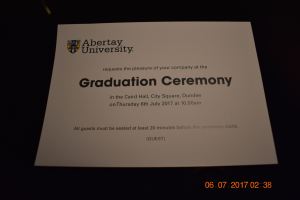 Abertay
University.
requests the pleasure of your company at the
Graduation Ceremony
in the Caird Hall, City Square, Dundee
on Thursday 6th July 2017 at 10.00am
All guests must be seated at least 20 minutes before the ceremony starts.
(GUEST)
06 07 2017 02 38